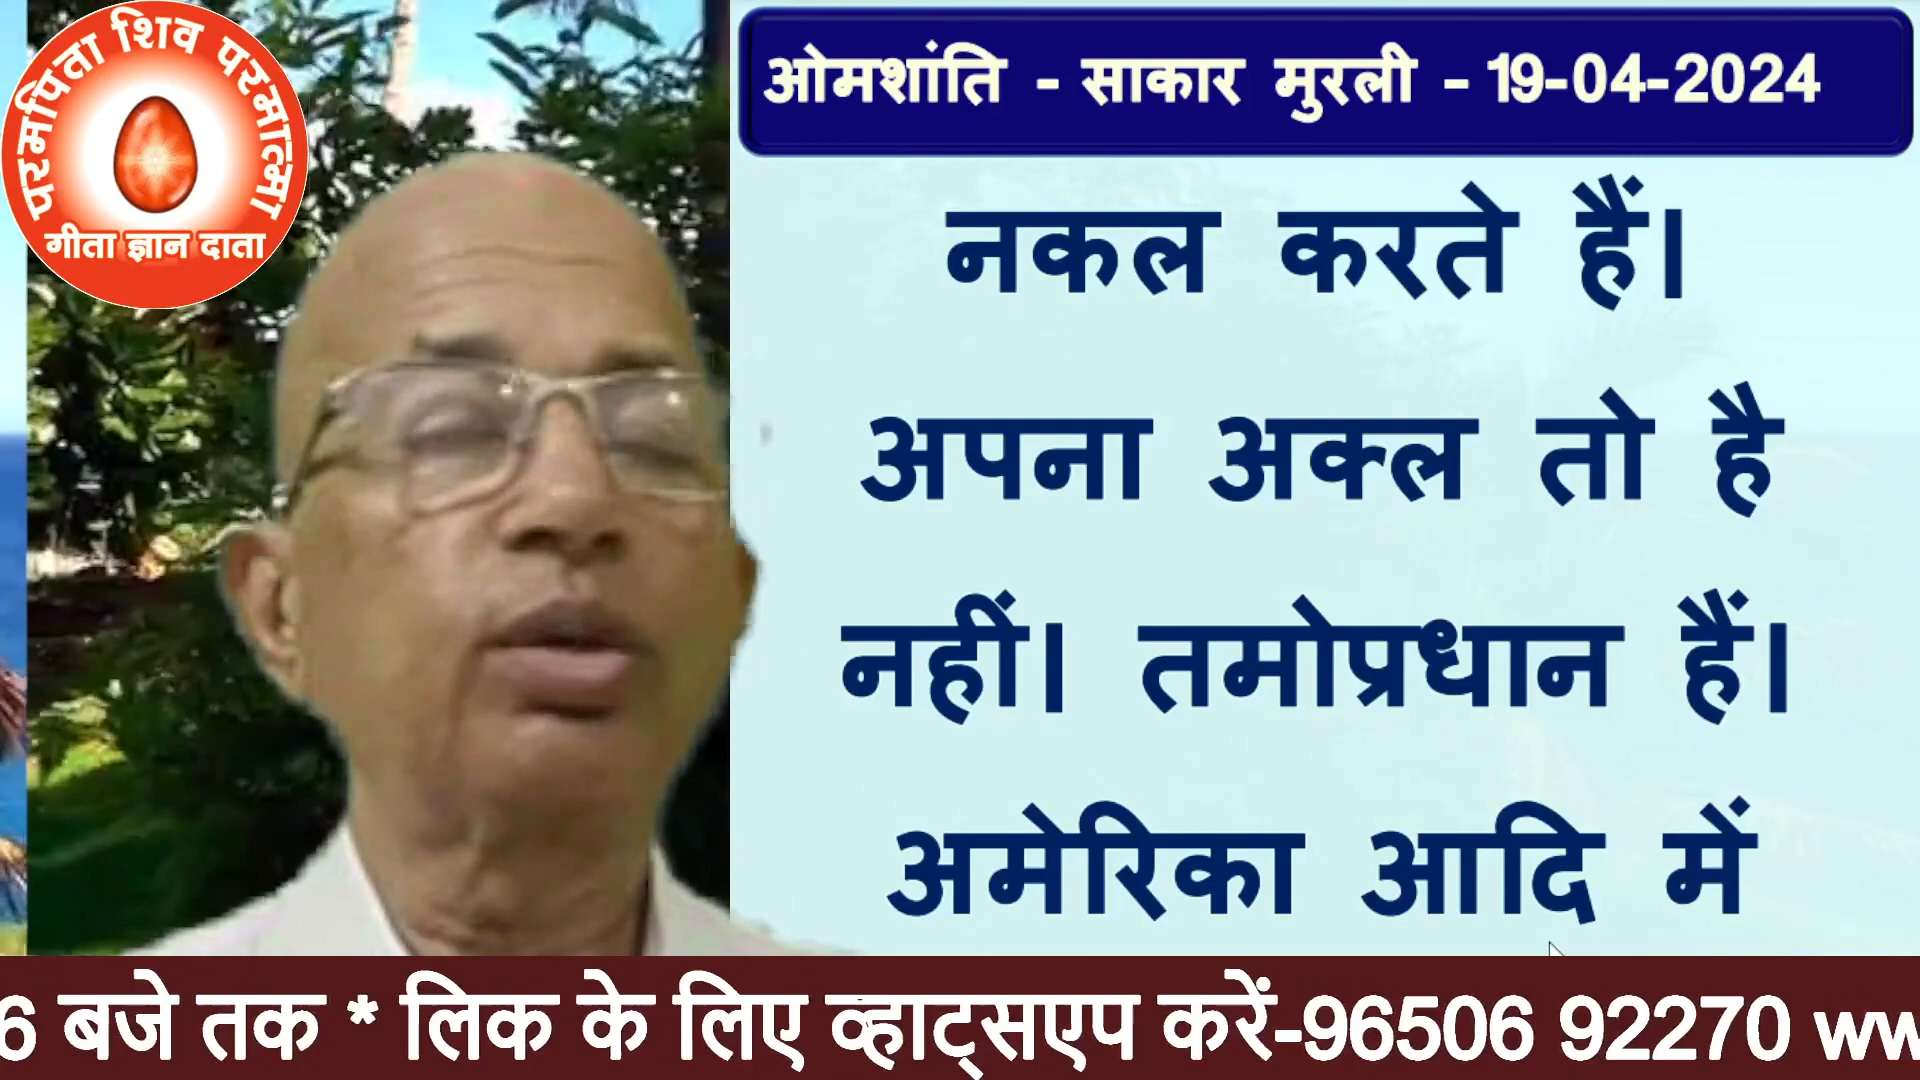 परमपिता शिव परमात्मा
गीता ज्ञान दाता
ओमशांति - साकार मुरली - 19-04-2024
नकल करते हैं।
अपना अक्ल तो है
नहीं। तमोप्रधान हैं।
अमेरिका आदि में
6 बजे तक * लिक के लिए व्हाट्सएप करें-96506 92270 ww